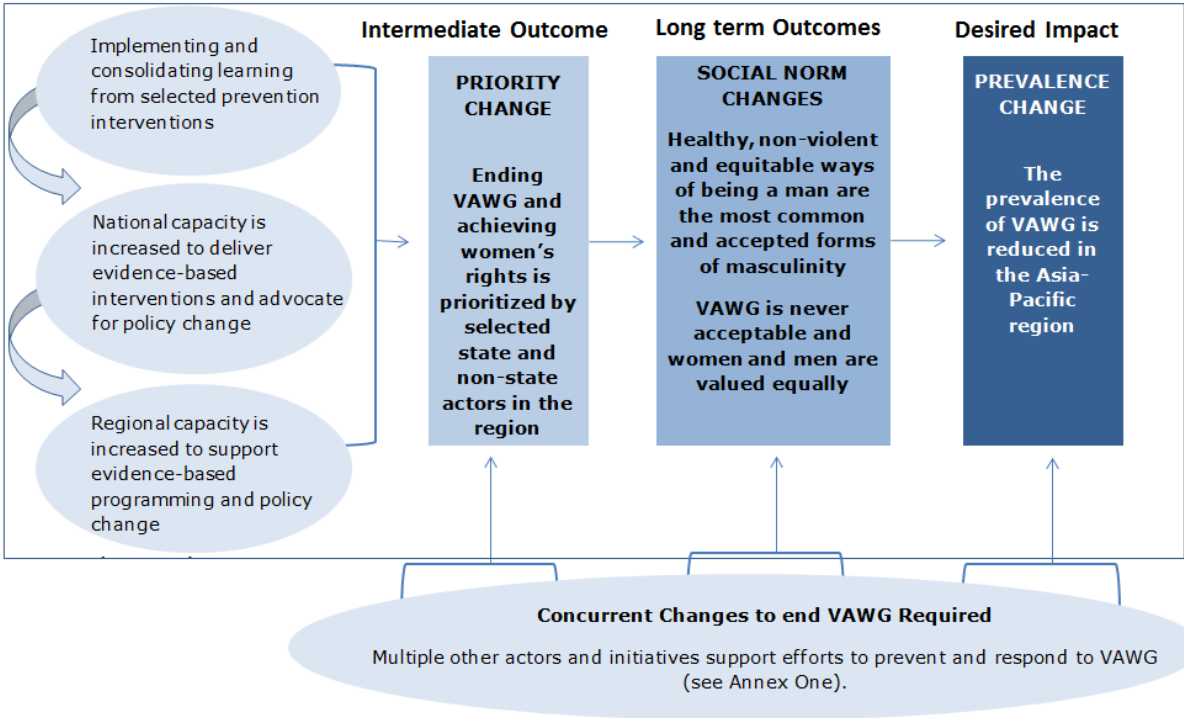 Implementing and
consolidating learning
from selected prevention
interventions
National capacity is
increased to deliver
evidence-based
interventions and advocate
for policy change
Regional capacity is
increased to support
evidence-based
programming and policy
change
Intermediate Outcome
PRIORITY
CHANGE
Ending
VAWG and
achieving
women's
rights is
prioritized by
selected
state and
non-state
actors in the
region
Long term Outcomes
SOCIAL NORM
CHANGES
Healthy, non-violent
and equitable ways
of being a man are
the most common
and accepted forms
of masculinity
VAWG is never
acceptable and
women and men are
valued equally
Desired Impact
PREVALENCE
CHANGE
The
prevalence
of VAWG is
reduced in
the Asia-
Pacific
region
Concurrent Changes to end VAWG Required
Multiple other actors and initiatives support efforts to prevent and respond to VAWG
(see Annex One).